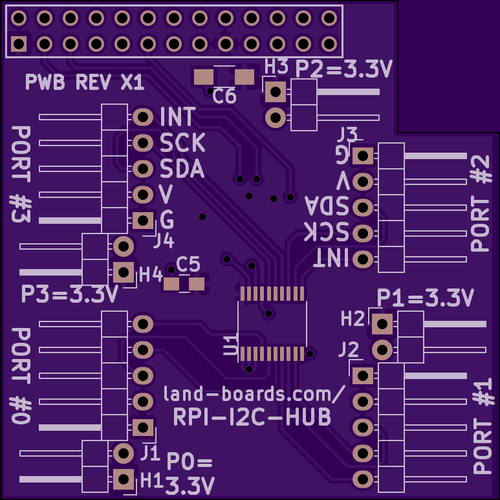 PWB REV X1
C6
H3
P2=3.3V
INT
SCK
SDA
V
G
J4
PORT #3
J3
G
V
SDA
SCK
INT
PORT #2
H4
P3=3.3V
C5
U1
P1=3.3V
H2
J2
PORT #0
land-boards.com/
RPI-I2C-HUB
PORT #1
J1
H1
P0=
3.3V